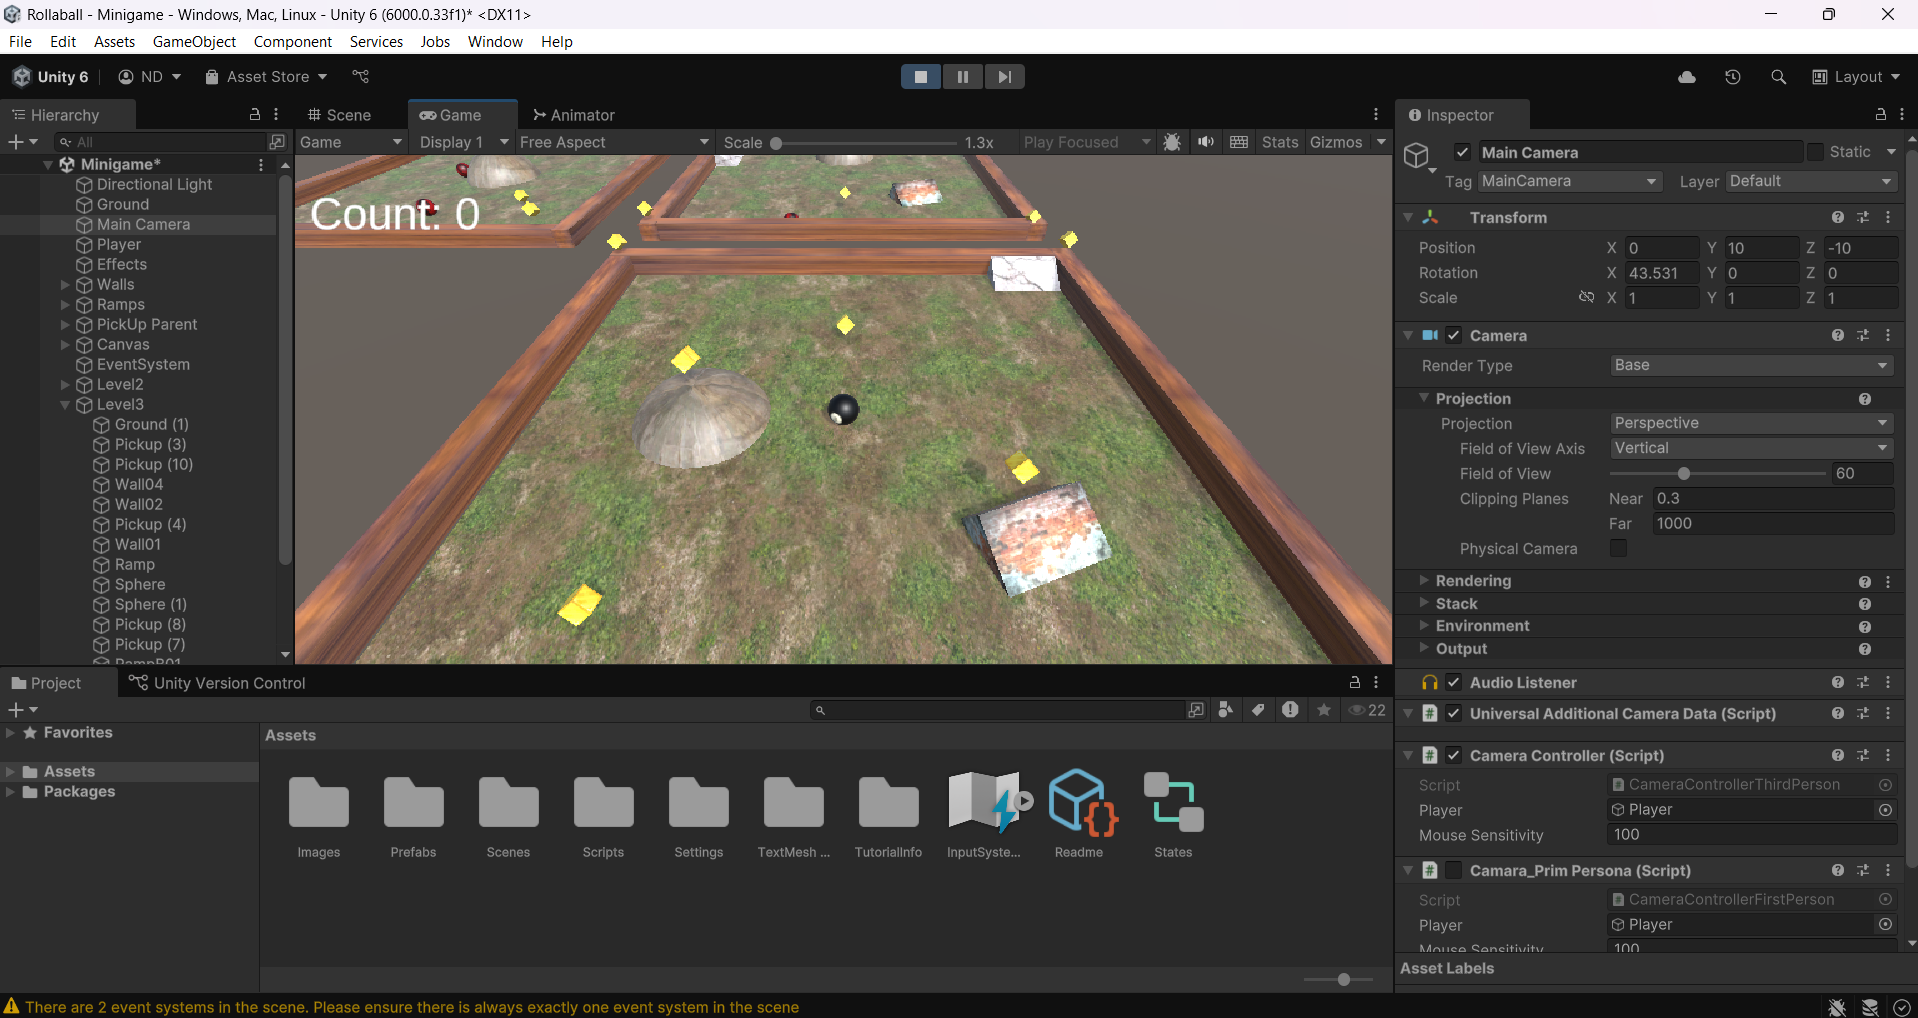 Rollaball - Minigame - Windows, Mac, Linux - Unity 6 (6000.0.33f1)* <DX11>
File Edit Assets GameObject Component Services Jobs Window Help
Unity 6 ND Asset Store Layout
Hierarchy
All
Minigame*
Directional Light
Ground
Main Camera
Player
Effects
Walls
Ramps
PickUp Parent
Canvas
EventSystem
Level2
Level3
Ground (1)
Pickup (3)
Pickup (10)
Wall04
Wall02
Pickup (4)
Wall01
Ramp
Sphere
Sphere (1)
Pickup (8)
Pickup (7)
Scene Game Animator
Game Display 1 Free Aspect Scale 1.3x Play Focused Stats Gizmos
Count: 0
Inspector
Main Camera Static
Tag MainCamera Layer Default
Transform
Position X 0 Y 10 Z -10
Rotation X 43.531 Y 0 Z 0
Scale X 1 Y 1 Z 1
Camera
Render Type Base
Projection
Projection Perspective
Field of View Axis Vertical
Field of View 60
Clipping Planes Near 0.3
Far 1000
Physical Camera
Rendering
Stack
Environment
Output
Audio Listener
Universal Additional Camera Data (Script)
Camera Controller (Script)
Script CameraControllerThirdPerson
Player Player
Mouse Sensitivity 100
Camara_Prim Persona (Script)
Script CameraControllerFirstPerson
Player Player
Mouse Sensitivity 100
Asset Labels
Project Unity Version Control
22
Favorites
Assets
Packages
Assets
Images Prefabs Scenes Scripts Settings TextMesh ... TutorialInfo InputSyste... Readme States
There are 2 event systems in the scene. Please ensure there is always exactly one event system in the scene